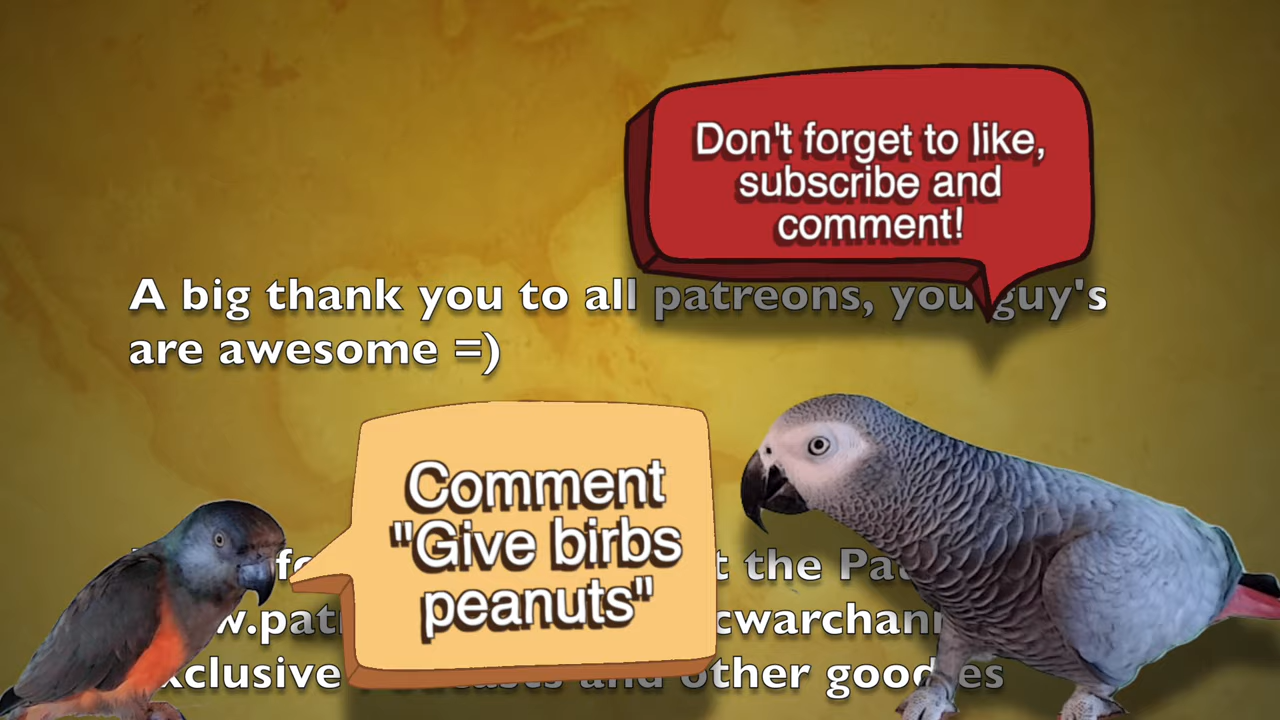 Don't forget to like,
subscribe and
comment!
A big thank you to all patreons, you guy's
are awesome =)
Comment
"Give birbs
peanuts"
the
other